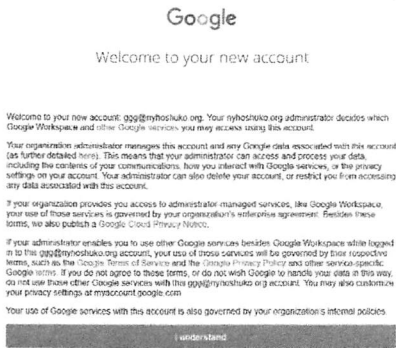 Google
Welcome to your new account
Welcome to your new account: ggg@nyhoshuko.org. Your nyhoshuko.org administrator decides which
Google Workspace and other Google services you may access using this account.
Your organization administrator manages this account and any Google data associated with this account
(as further detailed here). This means that your administrator can access and process your data,
including the contents of your communications, how you interact with Google services, or the privacy
settings on your account. Your administrator can also delete your account, or restrict you from accessing
any data associated with this account.
If your organization provides you access to administrator-managed services, like Google Workspace,
your use of those services is governed by your organization's enterprise agreement. Besides these
terms, we also publish a Google Cloud Privacy Notice.
If your administrator enables you to use other Google services besides Google Workspace while logged
in to this ggg@nyhoshuko.org account, your use of those services will be governed by their respective
terms, such as the Google Terms of Service and the Google Privacy Policy and other service-specific
Google terms. If you do not agree to these terms, or do not wish Google to handle your data in this way,
do not use those other Google services with this ggg@nyhoshuko.org account. You may also customize
your privacy settings at myaccount.google.com
Your use of Google services with this account is also governed by your organization's internal policies.
I understand